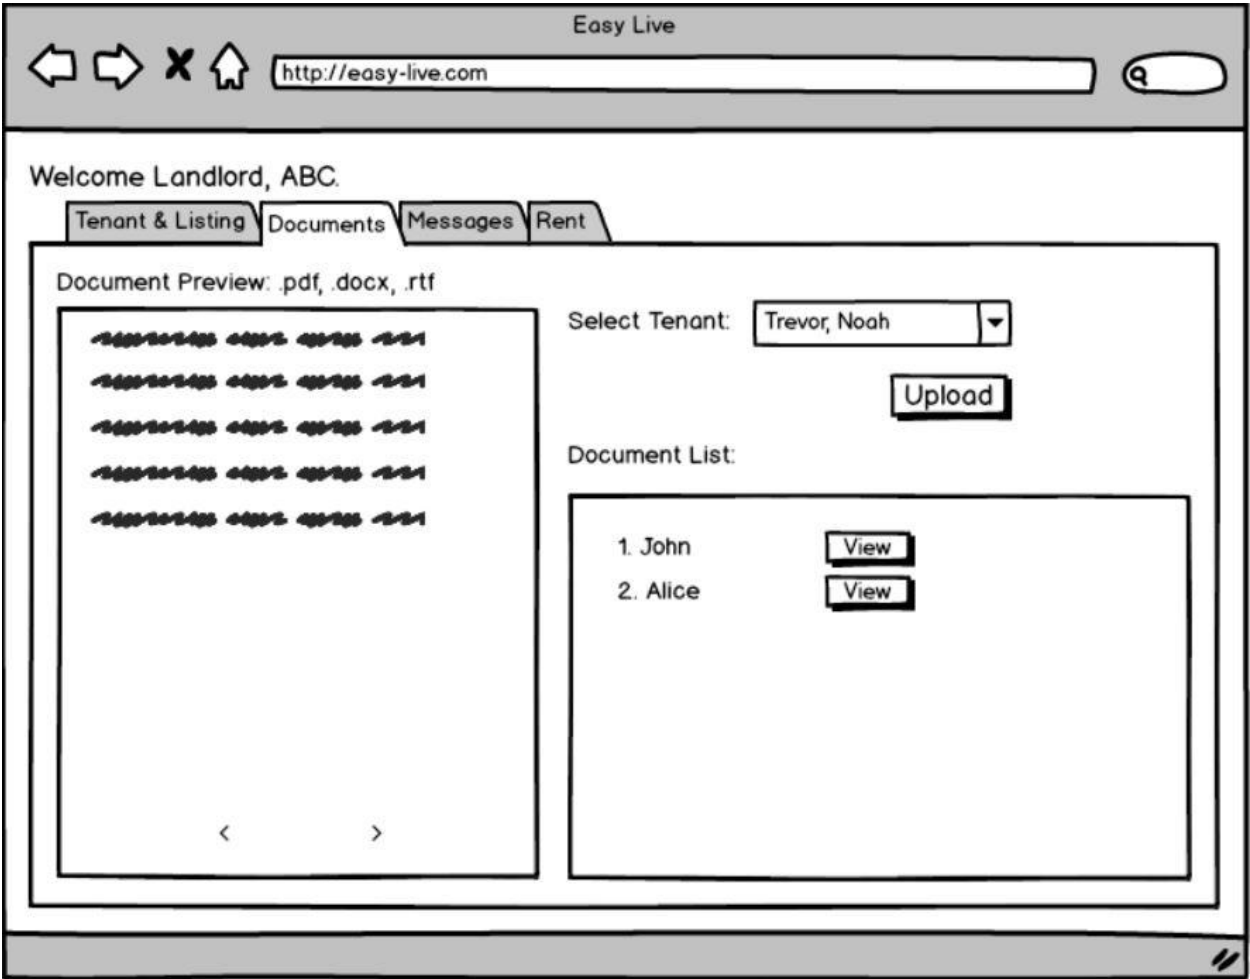 Easy Live
http://easy-live.com
Welcome Landlord, ABC.
Tenant & Listing
Documents
Messages
Rent
Document Preview: .pdf, .docx, .rtf
Select Tenant:
Trevor, Noah
Upload
Document List:
1. John
View
2. Alice
View
< >